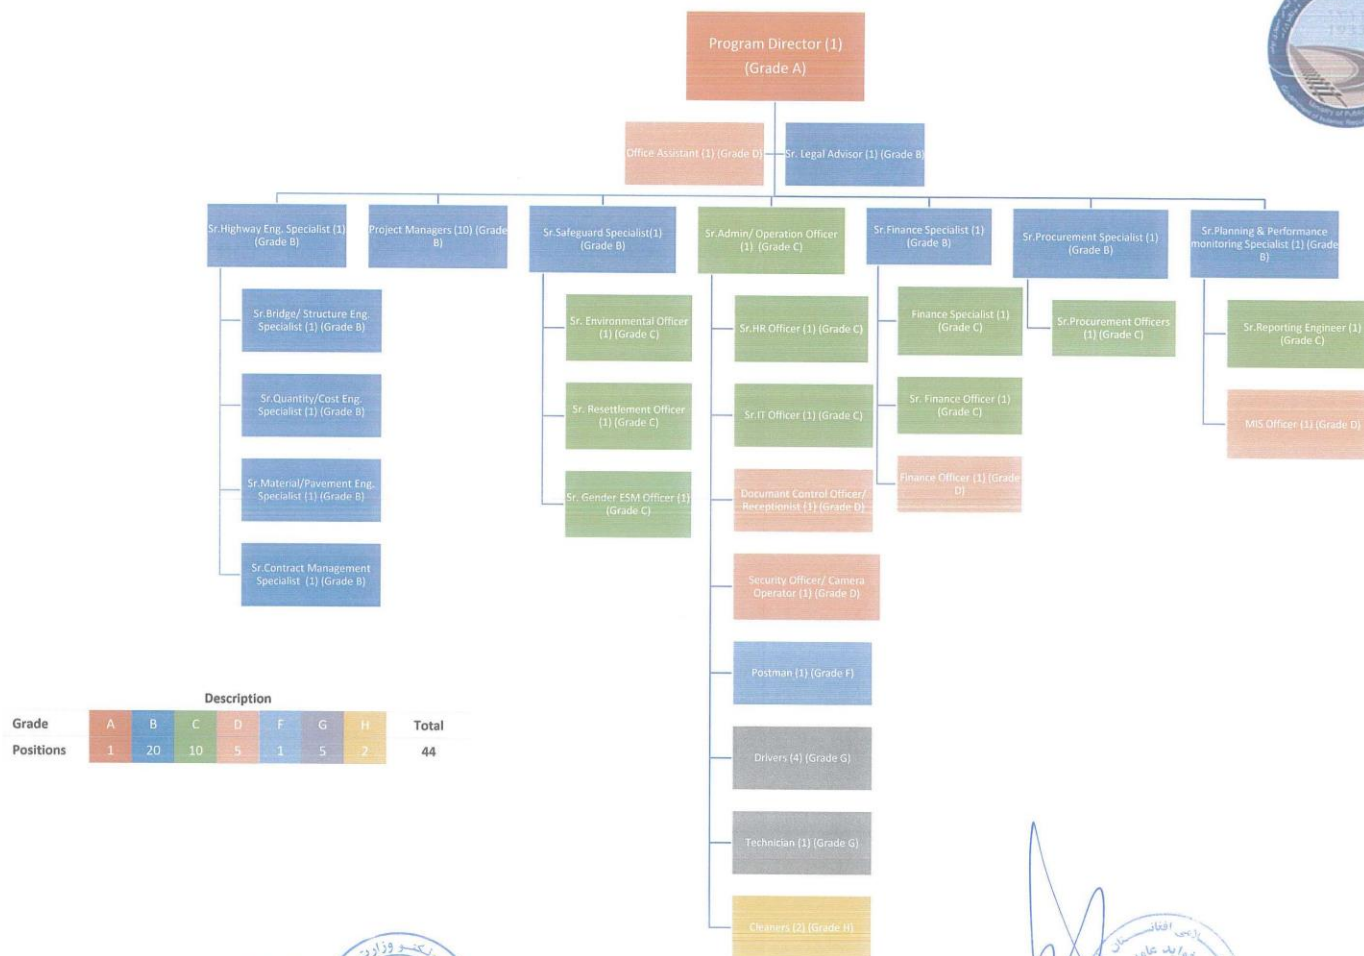 Program Director (1)
(Grade A)
Office Assistant (1) (Grade D)
Sr. Legal Advisor (1) (Grade B)
Sr.Highway Eng. Specialist (1)
(Grade B)
Project Managers (10) (Grade
B)
Sr.Safeguard Specialist(1)
(Grade B)
Sr.Admin/ Operation Officer
(1) (Grade C)
Sr.Finance Specialist (1)
(Grade B)
Sr.Procurement Specialist (1)
(Grade B)
Sr.Planning & Performance
monitoring Specialist (1) (Grade
B)
Sr.Bridge/ Structure Eng.
Specialist (1) (Grade B)
Sr.Quantity/Cost Eng.
Specialist (1) (Grade B)
Sr.Material/Pavement Eng.
Specialist (1) (Grade B)
Sr.Contract Management
Specialist (1) (Grade B)
Sr. Environmental Officer
(1) (Grade C)
Sr. Resettlement Officer
(1) (Grade C)
Sr. Gender ESM Officer (1)
(Grade C)
Sr.HR Officer (1) (Grade C)
Sr.IT Officer (1) (Grade C)
Documant Control Officer/
Receptionist (1) (Grade D)
Security Officer/ Camera
Operator (1) (Grade D)
Postman (1) (Grade F)
Drivers (4) (Grade G)
Technician (1) (Grade G)
Cleaners (2) (Grade H)
Finance Specialist (1)
(Grade C)
Sr. Finance Officer (1)
(Grade C)
Finance Officer (1) (Grade
D)
Sr.Procurement Officers
(1) (Grade C)
Sr.Reporting Engineer (1)
(Grade C)
MIS Officer (1) (Grade D)
Description
Grade A B C D F G H Total
Positions 1 20 10 5 1 5 2 44